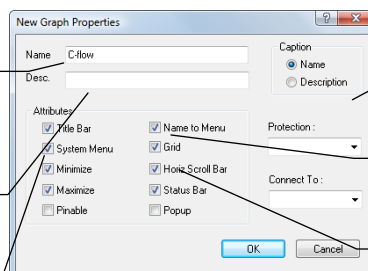 New Graph Properties
Name C-flow
Desc.
Caption
Name
Description
Attributes
Title Bar Name to Menu
System Menu Grid
Minimize Horiz Scroll Bar
Maximize Status Bar
Pinable Popup
Protection :
Connect To :
OK Cancel